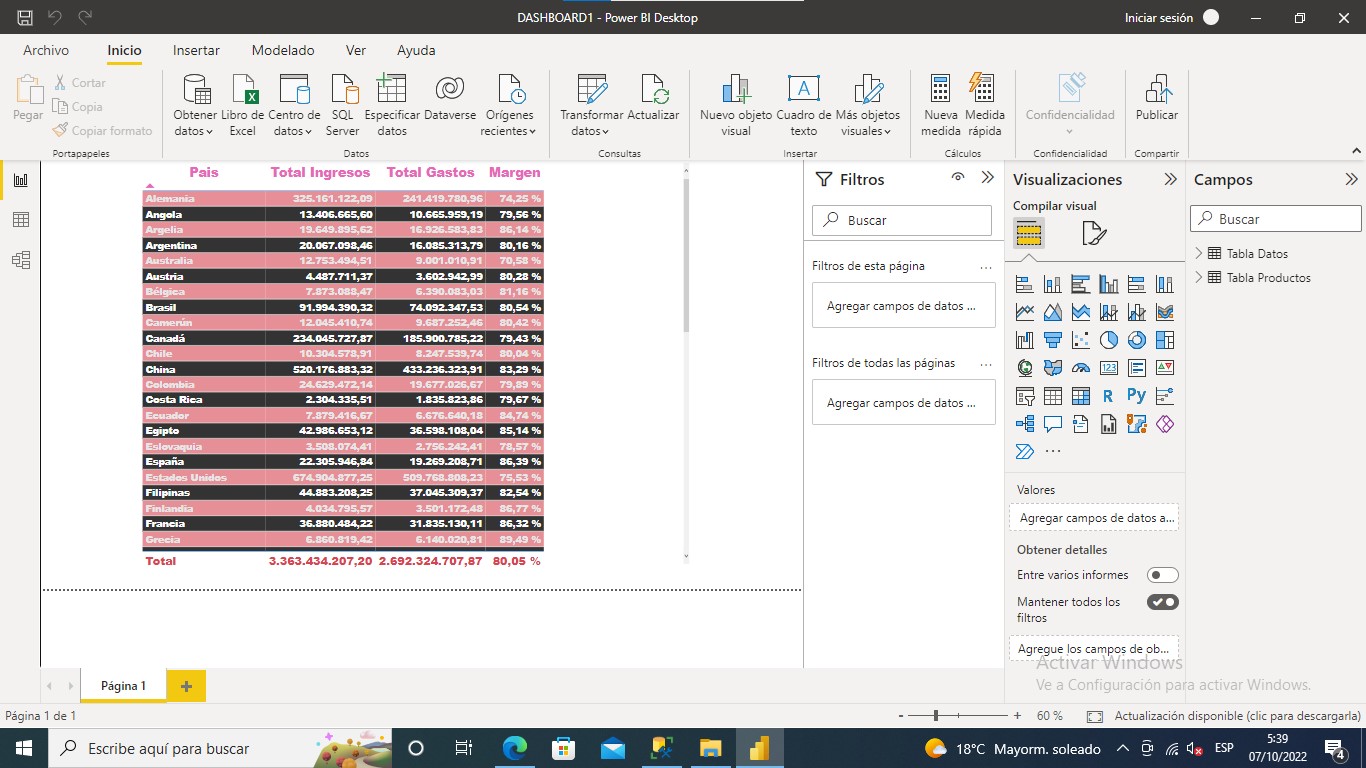 DASHBOARD1 - Power BI Desktop
Iniciar sesión
Archivo Inicio Insertar Modelado Ver Ayuda
Pegar
Cortar
Copia
Copiar formato
Portapapeles
Obtener datos
Libro de Excel
Centro de datos
SQL Server
Especificar datos
Dataverse
Orígenes recientes
Datos
Transformar datos
Actualizar
Consultas
Nuevo objeto visual
Cuadro de texto
Más objetos visuales
Insertar
Nueva medida
Medida rápida
Cálculos
Confidencialidad
Confidencialidad
Publicar
Compartir
Pais Total Ingresos Total Gastos Margen
Alemania 325.161.122,09 241.419.780,96 74,25 %
Angola 13.406.665,60 10.665.959,19 79,56 %
Argelia 19.649.895,62 16.926.583,83 86,14 %
Argentina 20.067.098,46 16.085.313,79 80,16 %
Australia 12.753.494,51 9.001.010,91 70,58 %
Austria 4.487.711,37 3.602.942,99 80,28 %
Bélgica 7.873.088,47 6.390.083,03 81,16 %
Brasil 91.994.390,32 74.092.347,53 80,54 %
Camerún 12.045.410,74 9.687.252,46 80,42 %
Canadá 234.045.727,87 185.900.785,22 79,43 %
Chile 10.304.578,91 8.247.539,74 80,04 %
China 520.176.883,32 433.236.323,91 83,29 %
Colombia 24.629.472,14 19.677.026,67 79,89 %
Costa Rica 2.304.335,51 1.835.823,86 79,67 %
Ecuador 7.879.416,67 6.676.640,18 84,74 %
Egipto 42.986.653,12 36.598.108,04 85,14 %
Eslovaquia 3.508.074,41 2.756.242,41 78,57 %
España 22.305.946,84 19.269.208,71 86,39 %
Estados Unidos 674.904.877,25 509.768.808,23 75,53 %
Filipinas 44.883.208,25 37.045.309,37 82,54 %
Finlandia 4.034.795,57 3.501.172,48 86,77 %
Francia 36.880.484,22 31.835.130,11 86,32 %
Grecia 6.860.819,42 6.140.020,81 89,49 %
Total 3.363.434.207,20 2.692.324.707,87 80,05 %
Filtros
Buscar
Filtros de esta página ...
Agregar campos de datos ...
Filtros de todas las páginas ...
Agregar campos de datos ...
Visualizaciones
Compilar visual
123
R Py
...
Valores
Agregar campos de datos a...
Obtener detalles
Entre varios informes
Mantener todos los
filtros
Agregue los campos de ob...
Campos
Buscar
Tabla Datos
Tabla Productos
Activar Windows
Ve a Configuración para activar Windows.
Página 1
Página 1 de 1
- + 60 %
Actualización disponible (clic para descargarla)
Escribe aquí para buscar
18°C Mayorm. soleado
ESP
5:39
07/10/2022
4